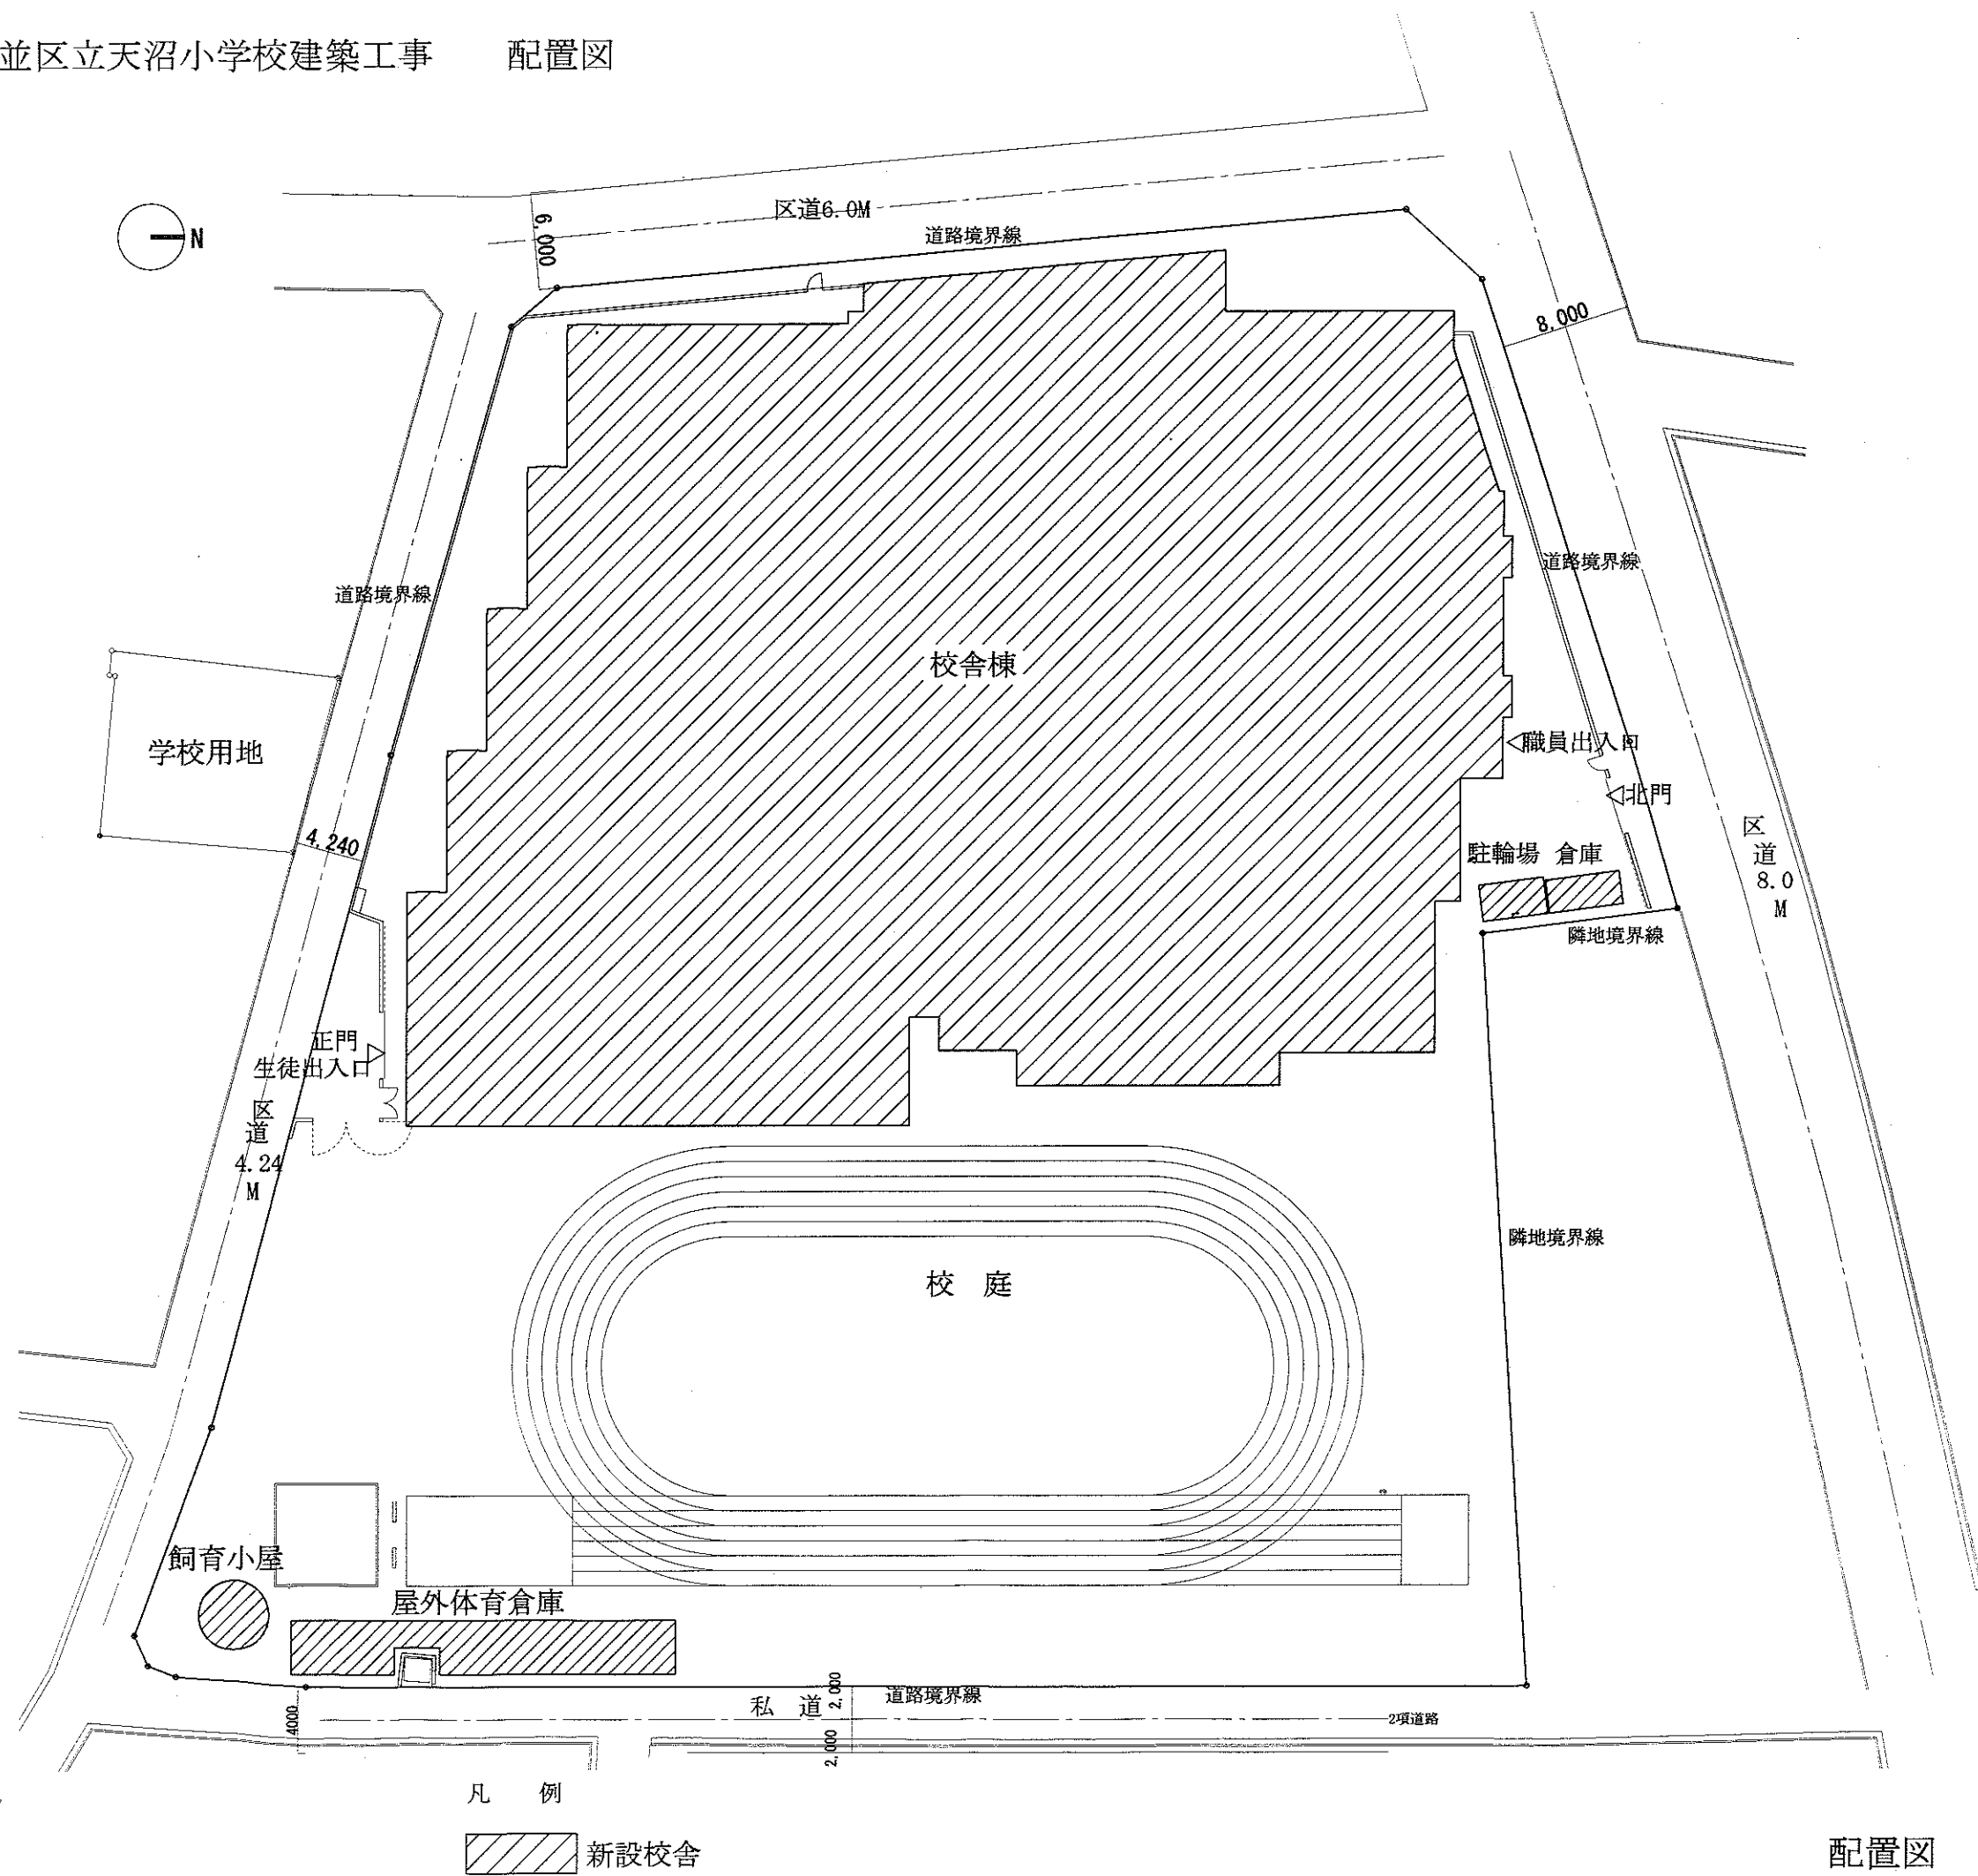 並区立天沼小学校建築工事　配置図
N
6,000
区道6.0M
道路境界線
8,000
道路境界線
道路境界線
校舎棟
学校用地
職員出入口
北門
4,240
駐輪場 倉庫
区道8.0M
隣地境界線
正門
生徒出入口
区道4.24M
隣地境界線
校　庭
飼育小屋
屋外体育倉庫
4000
私　道
2,000
道路境界線
2項道路
2,000
凡　例
新設校舎
配置図